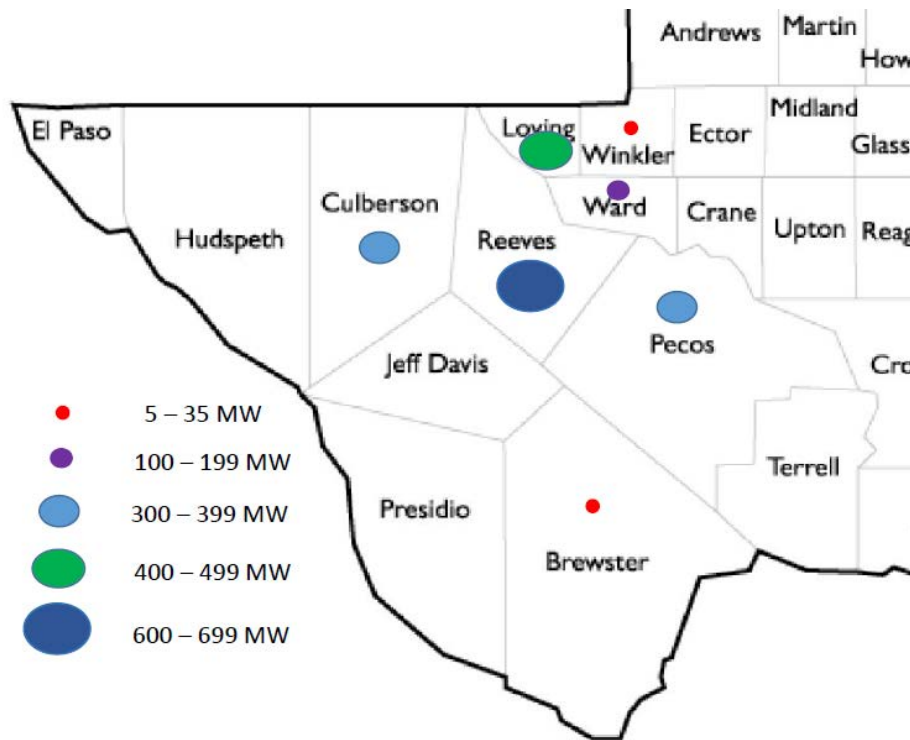 Andrews
Martin
How
El Paso
Loving
Winkler
Ector
Midland
Glass
Culberson
Hudspeth
Reeves
Ward
Crane
Upton
Reag
Jeff Davis
Pecos
Cro
5 – 35 MW
100 – 199 MW
300 – 399 MW
400 – 499 MW
600 – 699 MW
Presidio
Brewster
Terrell